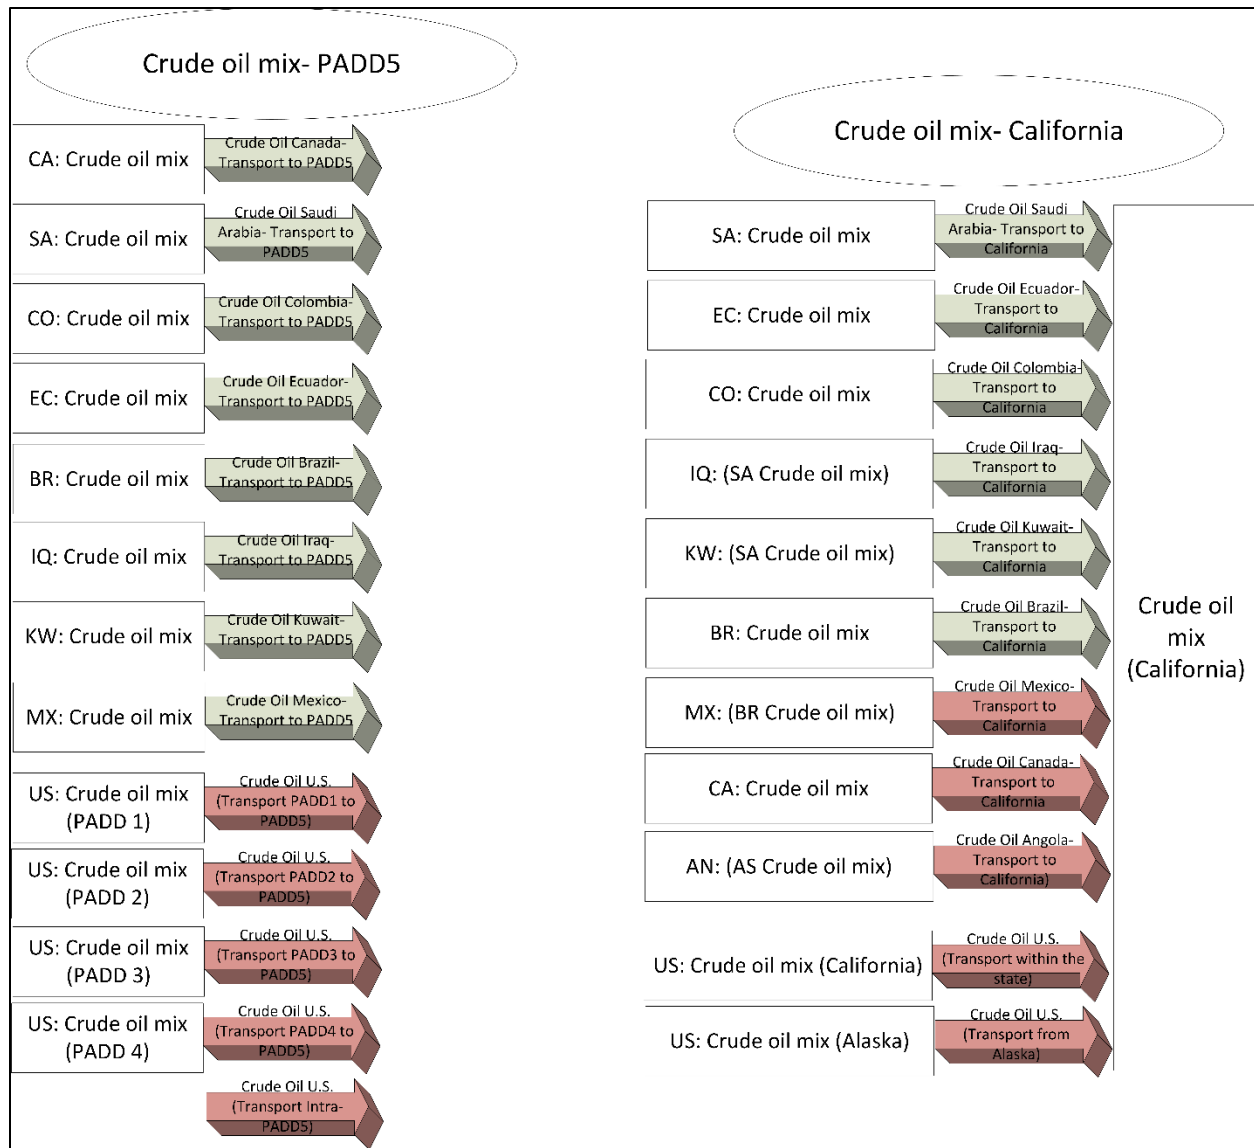 Crude oil mix- PADD5
CA: Crude oil mix
Crude Oil Canada-
Transport to PADD5
SA: Crude oil mix
Crude Oil Saudi
Arabia- Transport to
PADD5
CO: Crude oil mix
Crude Oil Colombia-
Transport to PADD5
EC: Crude oil mix
Crude Oil Ecuador-
Transport to PADD5
BR: Crude oil mix
Crude Oil Brazil-
Transport to PADD5
IQ: Crude oil mix
Crude Oil Iraq-
Transport to PADD5
KW: Crude oil mix
Crude Oil Kuwait-
Transport to PADD5
MX: Crude oil mix
Crude Oil Mexico-
Transport to PADD5
US: Crude oil mix
(PADD 1)
Crude Oil U.S.
(Transport PADD1 to
PADD5)
US: Crude oil mix
(PADD 2)
Crude Oil U.S.
(Transport PADD2 to
PADD5)
US: Crude oil mix
(PADD 3)
Crude Oil U.S.
(Transport PADD3 to
PADD5)
US: Crude oil mix
(PADD 4)
Crude Oil U.S.
(Transport PADD4 to
PADD5)
Crude Oil U.S.
(Transport Intra-
PADD5)
Crude oil mix- California
SA: Crude oil mix
Crude Oil Saudi
Arabia- Transport to
California
EC: Crude oil mix
Crude Oil Ecuador-
Transport to
California
CO: Crude oil mix
Crude Oil Colombia-
Transport to
California
IQ: (SA Crude oil mix)
Crude Oil Iraq-
Transport to
California
KW: (SA Crude oil mix)
Crude Oil Kuwait-
Transport to
California
BR: Crude oil mix
Crude Oil Brazil-
Transport to
California
MX: (BR Crude oil mix)
Crude Oil Mexico-
Transport to
California
CA: Crude oil mix
Crude Oil Canada-
Transport to
California
AN: (AS Crude oil mix)
Crude Oil Angola-
Transport to
California)
US: Crude oil mix (California)
Crude Oil U.S.
(Transport within the
state)
US: Crude oil mix (Alaska)
Crude Oil U.S.
(Transport from
Alaska)
Crude oil
mix
(California)